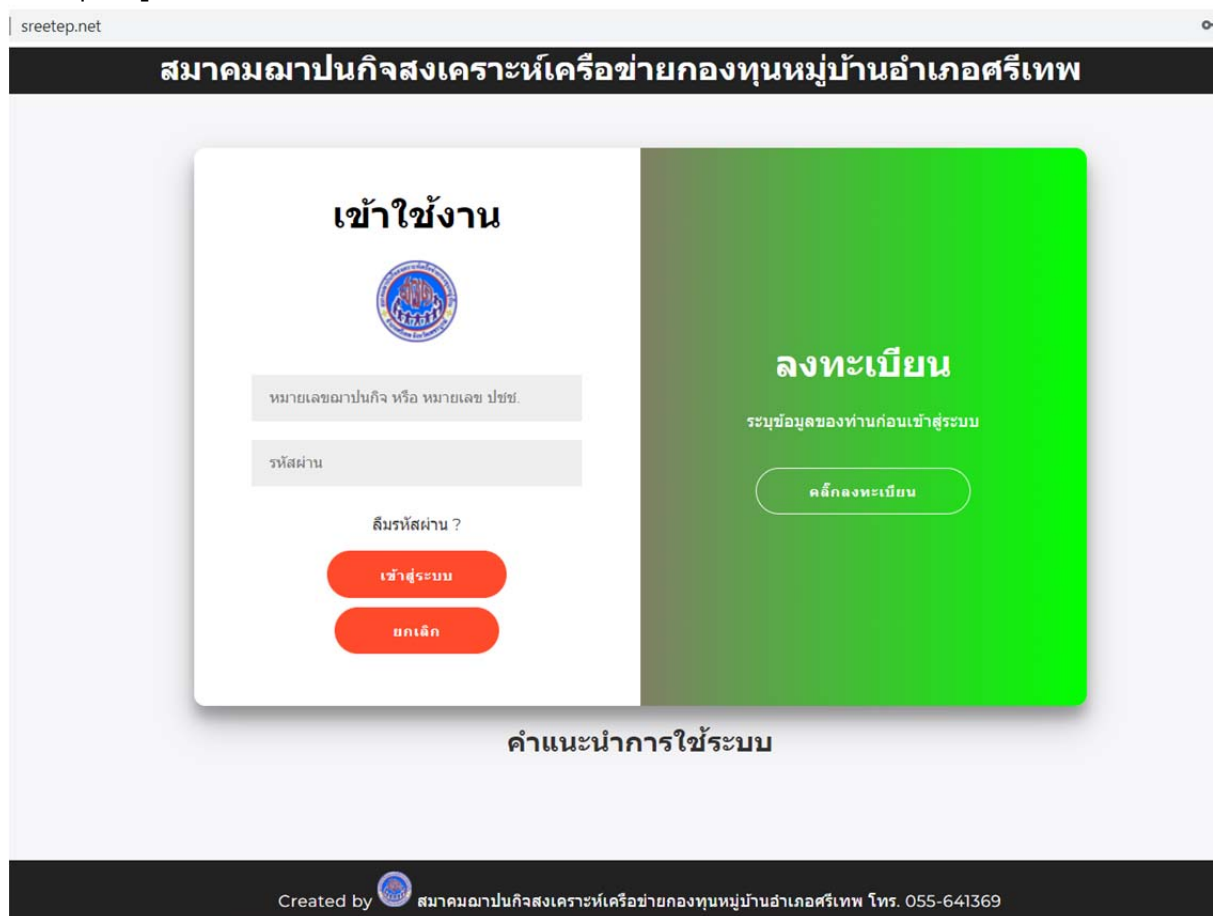 sreetep.net
สมาคมฌาปนกิจสงเคราะห์เครือข่ายกองทุนหมู่บ้านอำเภอศรีเทพ
เข้าใช้งาน
หมายเลขฌาปนกิจ หรือ หมายเลข ปชช.
รหัสผ่าน
ลืมรหัสผ่าน ?
เข้าสู่ระบบ
ยกเลิก
ลงทะเบียน
ระบุข้อมูลของท่านก่อนเข้าสู่ระบบ
คลิ๊กลงทะเบียน
คำแนะนำการใช้ระบบ
Created by สมาคมฌาปนกิจสงเคราะห์เครือข่ายกองทุนหมู่บ้านอำเภอศรีเทพ โทร. 055-641369